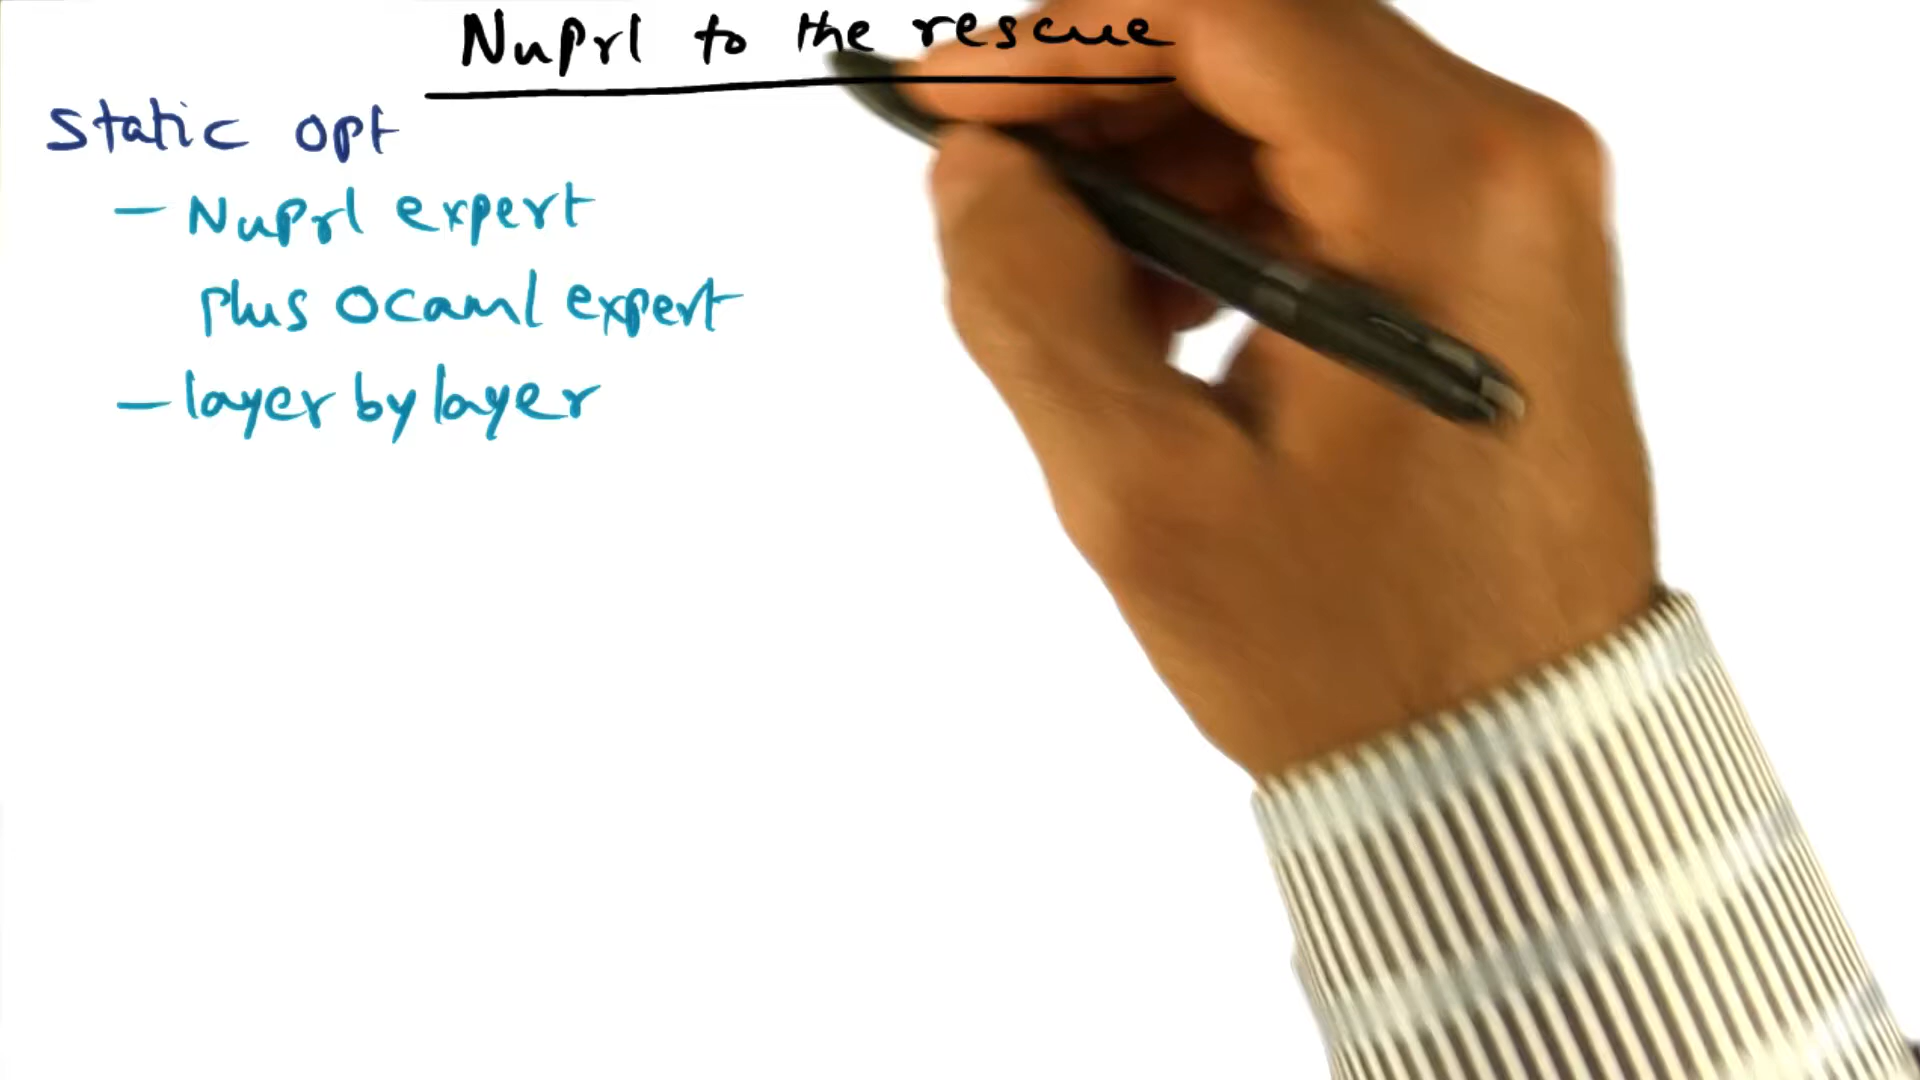 NuPrl to the rescue
Static opt
- NuPrl expert
plus OCaml expert
- layer by layer